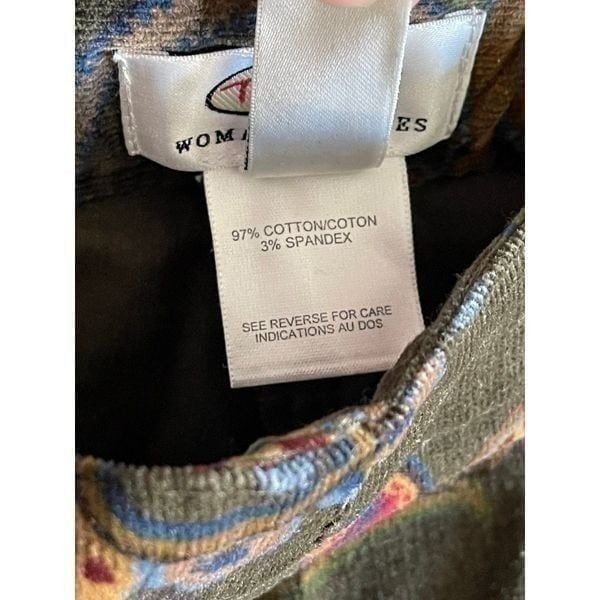 97% COTTON/COTON
3% SPANDEX
SEE REVERSE FOR CARE
INDICATIONS AU DOS